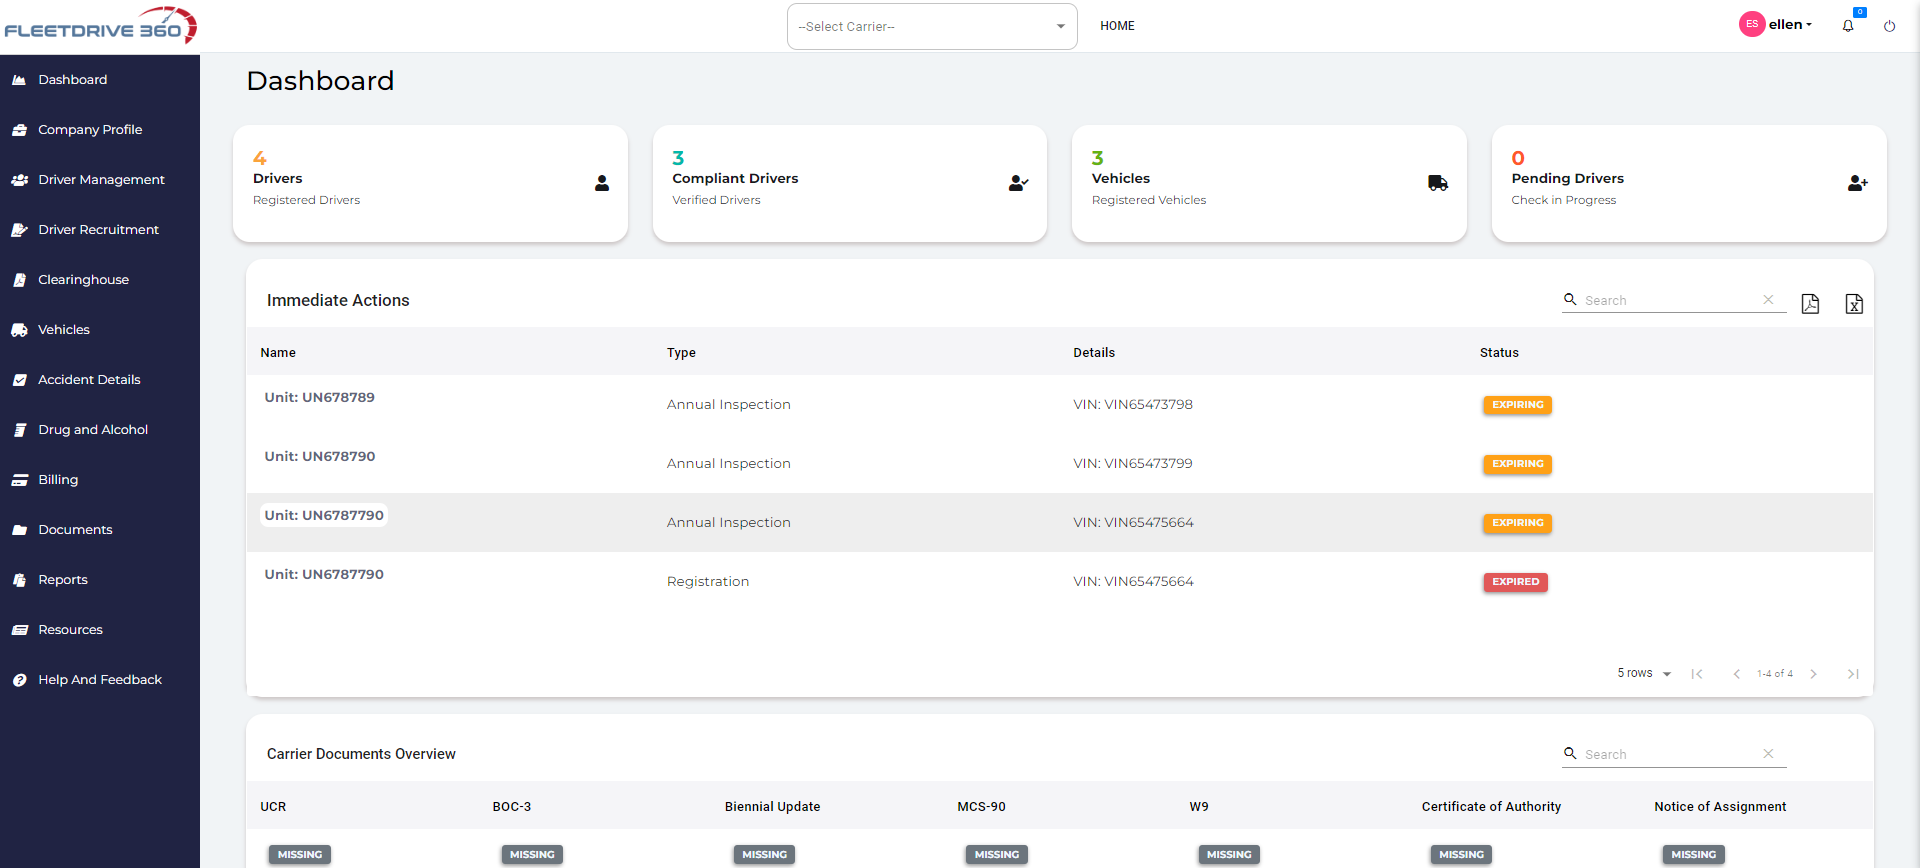 FLEETDRIVE 360
--Select Carrier--
HOME
ES
ellen
0
Dashboard
Company Profile
Driver Management
Driver Recruitment
Clearinghouse
Vehicles
Accident Details
Drug and Alcohol
Billing
Documents
Reports
Resources
Help And Feedback
Dashboard
4
Drivers
Registered Drivers
3
Compliant Drivers
Verified Drivers
3
Vehicles
Registered Vehicles
0
Pending Drivers
Check in Progress
Immediate Actions
Search
Name Type Details Status
Unit: UN678789 Annual Inspection VIN: VIN65473798 EXPIRING
Unit: UN678790 Annual Inspection VIN: VIN65473799 EXPIRING
Unit: UN6787790 Annual Inspection VIN: VIN65475664 EXPIRING
Unit: UN6787790 Registration VIN: VIN65475664 EXPIRED
5 rows 1-4 of 4
Carrier Documents Overview
Search
UCR BOC-3 Biennial Update MCS-90 W9 Certificate of Authority Notice of Assignment
MISSING MISSING MISSING MISSING MISSING MISSING MISSING